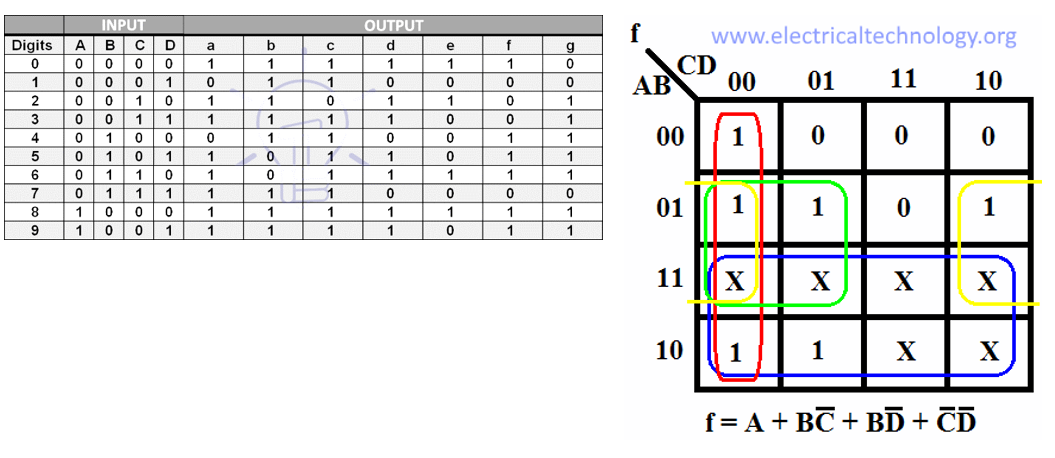 INPUT OUTPUT
Digits A B C D a b c d e f g
0 0 0 0 0 1 1 1 1 1 1 0
1 0 0 0 1 0 1 1 0 0 0 0
2 0 0 1 0 1 1 0 1 1 0 1
3 0 0 1 1 1 1 1 1 0 0 1
4 0 1 0 0 0 1 1 0 0 1 1
5 0 1 0 1 1 0 1 1 0 1 1
6 0 1 1 0 1 0 1 1 1 1 1
7 0 1 1 1 1 1 1 0 0 0 0
8 1 0 0 0 1 1 1 1 1 1 1
9 1 0 0 1 1 1 1 1 0 1 1
f www.electricaltechnology.org
CD
AB 00 01 11 10
00 1 0 0 0
01 1 1 0 1
11 X X X X
10 1 1 X X
f = A + BC̅ + BD̅ + C̅D̅